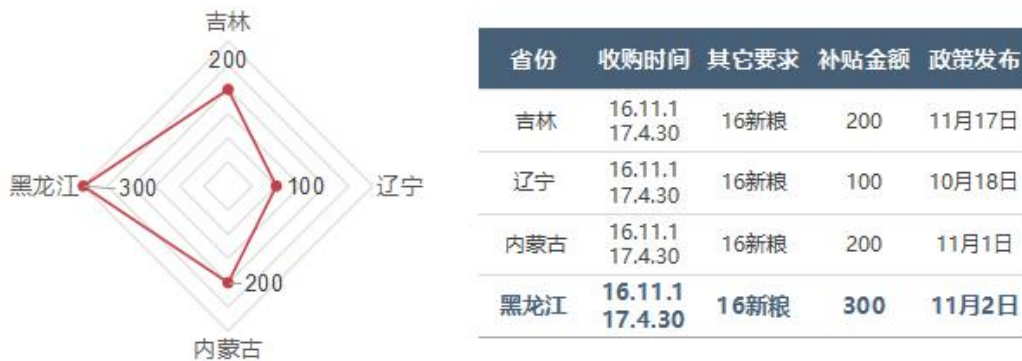 吉林
200
黑龙江
300
100
辽宁
200
内蒙古
省份 收购时间 其它要求 补贴金额 政策发布
吉林 16.11.1 17.4.30 16新粮 200 11月17日
辽宁 16.11.1 17.4.30 16新粮 100 10月18日
内蒙古 16.11.1 17.4.30 16新粮 200 11月1日
黑龙江 16.11.1 17.4.30 16新粮 300 11月2日